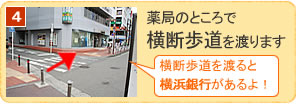 4
薬局のところで
横断歩道を渡ります
横断歩道を渡ると
横浜銀行があるよ！